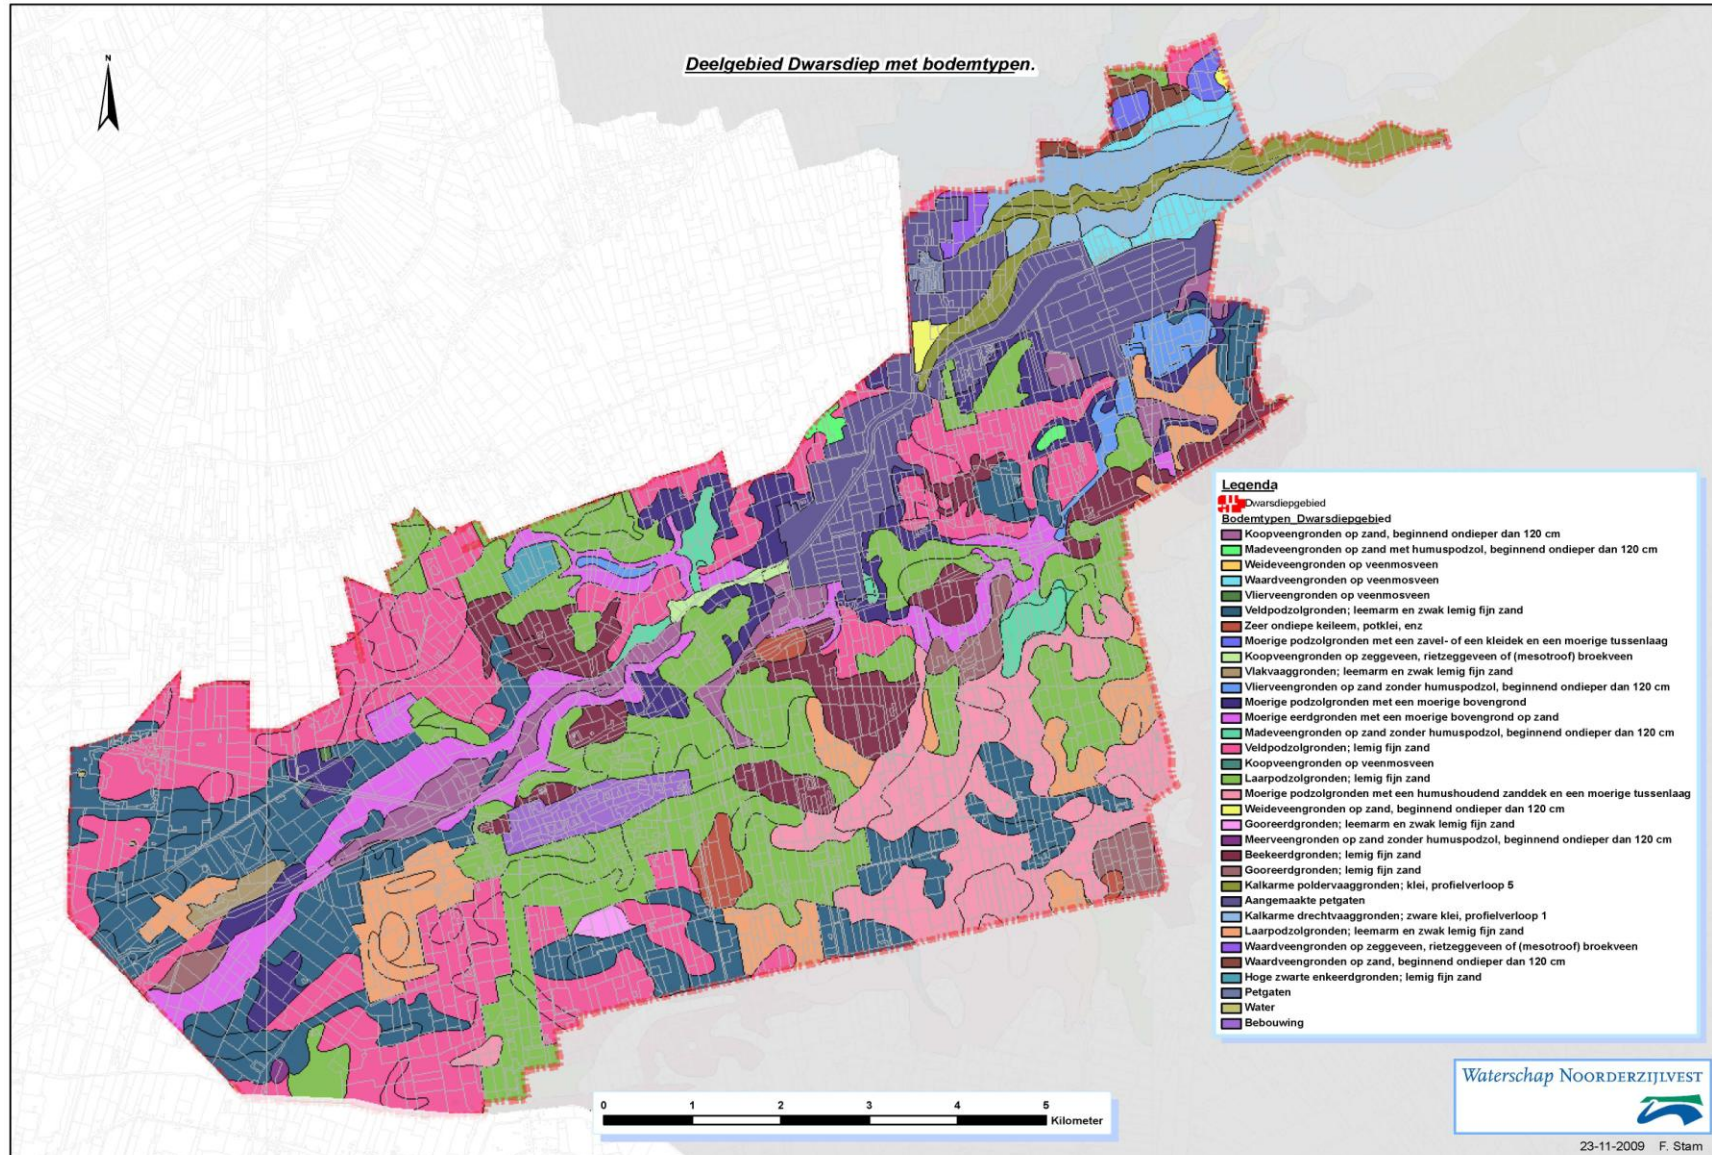 N
Deelgebied Dwarsdiep met bodemtypen.
Legenda
Dwarsdiepgebied
Bodemtypen_Dwarsdiepgebied
Koopveengronden op zand, beginnend ondieper dan 120 cm
Madeveengronden op zand met humuspodzol, beginnend ondieper dan 120 cm
Weideveengronden op veenmosveen
Waardveengronden op veenmosveen
Vlierveengronden op veenmosveen
Veldpodzolgronden; leemarm en zwak lemig fijn zand
Zeer ondiepe keileem, potklei, enz
Moerige podzolgronden met een zavel- of een kleidek en een moerige tussenlaag
Koopveengronden op zeggeveen, rietzeggeveen of (mesotroof) broekveen
Vlakvaaggronden; leemarm en zwak lemig fijn zand
Vlierveengronden op zand zonder humuspodzol, beginnend ondieper dan 120 cm
Moerige podzolgronden met een moerige bovengrond
Moerige eerdgronden met een moerige bovengrond op zand
Madeveengronden op zand zonder humuspodzol, beginnend ondieper dan 120 cm
Veldpodzolgronden; lemig fijn zand
Koopveengronden op veenmosveen
Laarpodzolgronden; lemig fijn zand
Moerige podzolgronden met een humushoudend zanddek en een moerige tussenlaag
Weideveengronden op zand, beginnend ondieper dan 120 cm
Gooreerdgronden; leemarm en zwak lemig fijn zand
Meerveengronden op zand zonder humuspodzol, beginnend ondieper dan 120 cm
Beekeerdgronden; lemig fijn zand
Gooreerdgronden; lemig fijn zand
Kalkarme poldervaaggronden; klei, profielverloop 5
Aangemaakte petgaten
Kalkarme drechtvaaggronden; zware klei, profielverloop 1
Laarpodzolgronden; leemarm en zwak lemig fijn zand
Waardveengronden op zeggeveen, rietzeggeveen of (mesotroof) broekveen
Waardveengronden op zand, beginnend ondieper dan 120 cm
Hoge zwarte enkeerdgronden; lemig fijn zand
Petgaten
Water
Bebouwing
0 1 2 3 4 5
Kilometer
Waterschap NOORDERZIJLVEST
23-11-2009 F. Stam